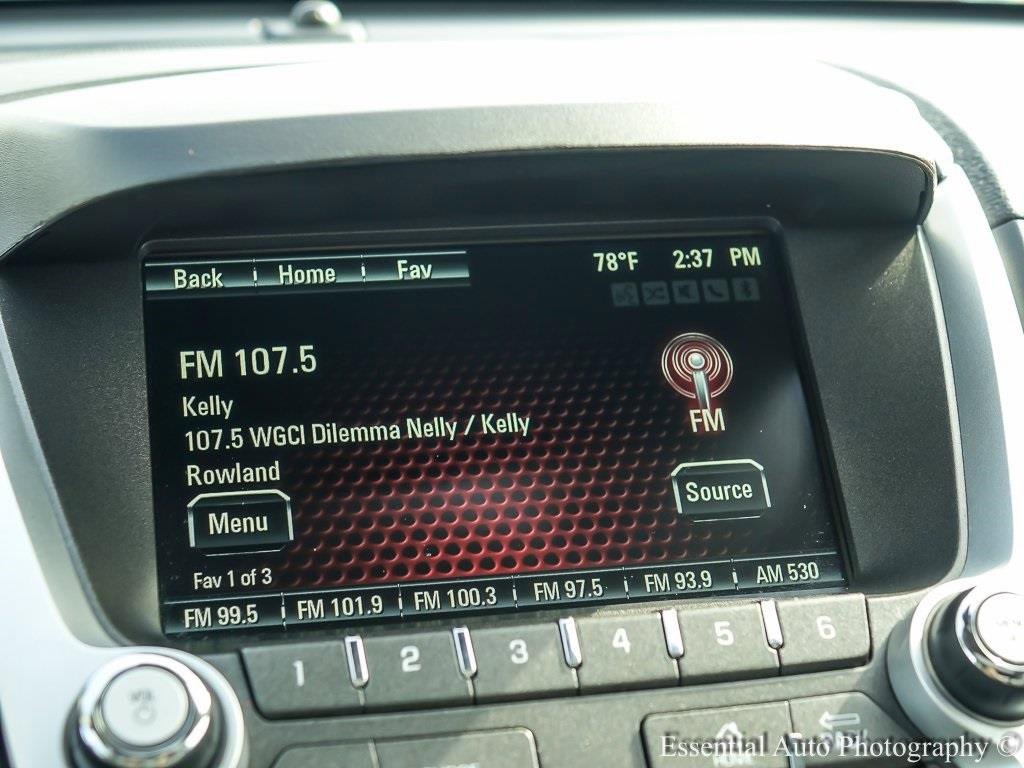 Back Home Fav 78°F 2:37 PM
FM 107.5
Kelly
107.5 WGCI Dilemma Nelly / Kelly
Rowland
FM
Menu
Source
Fav 1 of 3
FM 99.5 FM 101.9 FM 100.3 FM 97.5 FM 93.9 AM 530
1 2 3 4 5 6
VOL
Essential Auto Photography ©